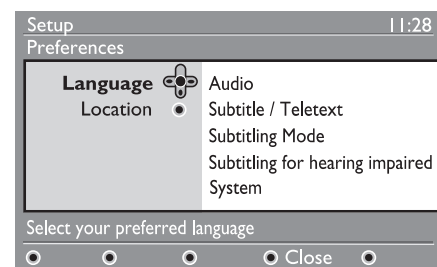 Setup 11:28
Preferences
Language Audio
Location Subtitle / Teletext
Subtitling Mode
Subtitling for hearing impaired
System
Select your preferred language
Close